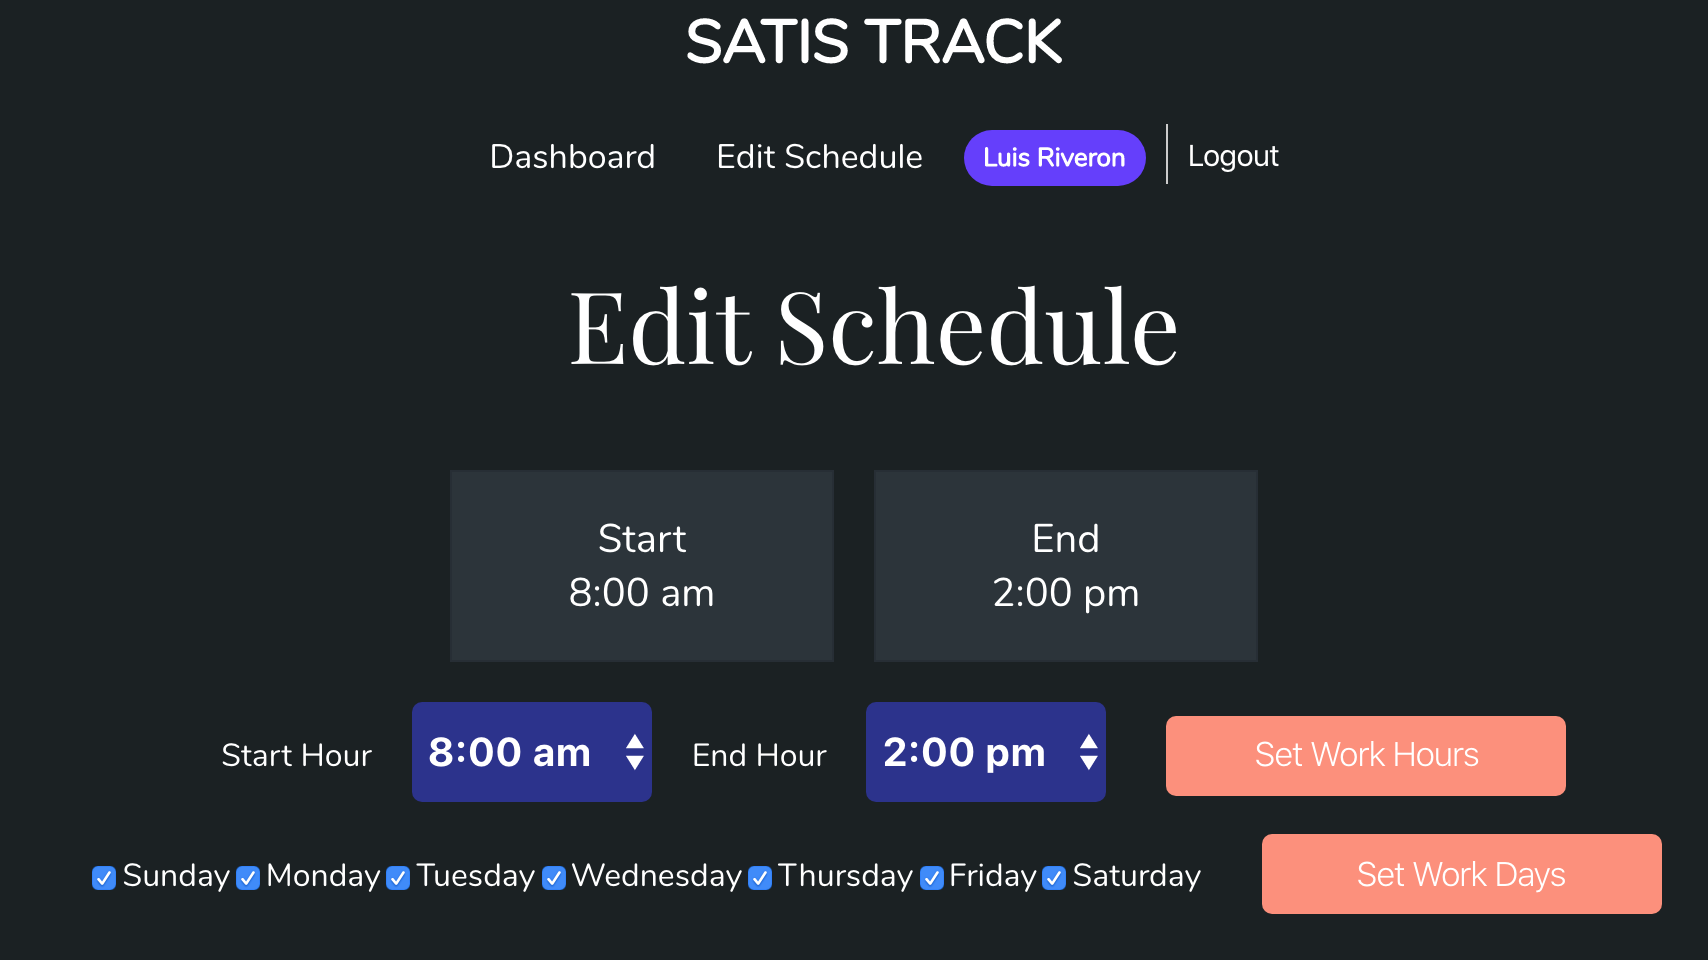 SATIS TRACK
Dashboard Edit Schedule Luis Riveron Logout
Edit Schedule
Start End
8:00 am 2:00 pm
Start Hour 8:00 am End Hour 2:00 pm Set Work Hours
Sunday Monday Tuesday Wednesday Thursday Friday Saturday Set Work Days